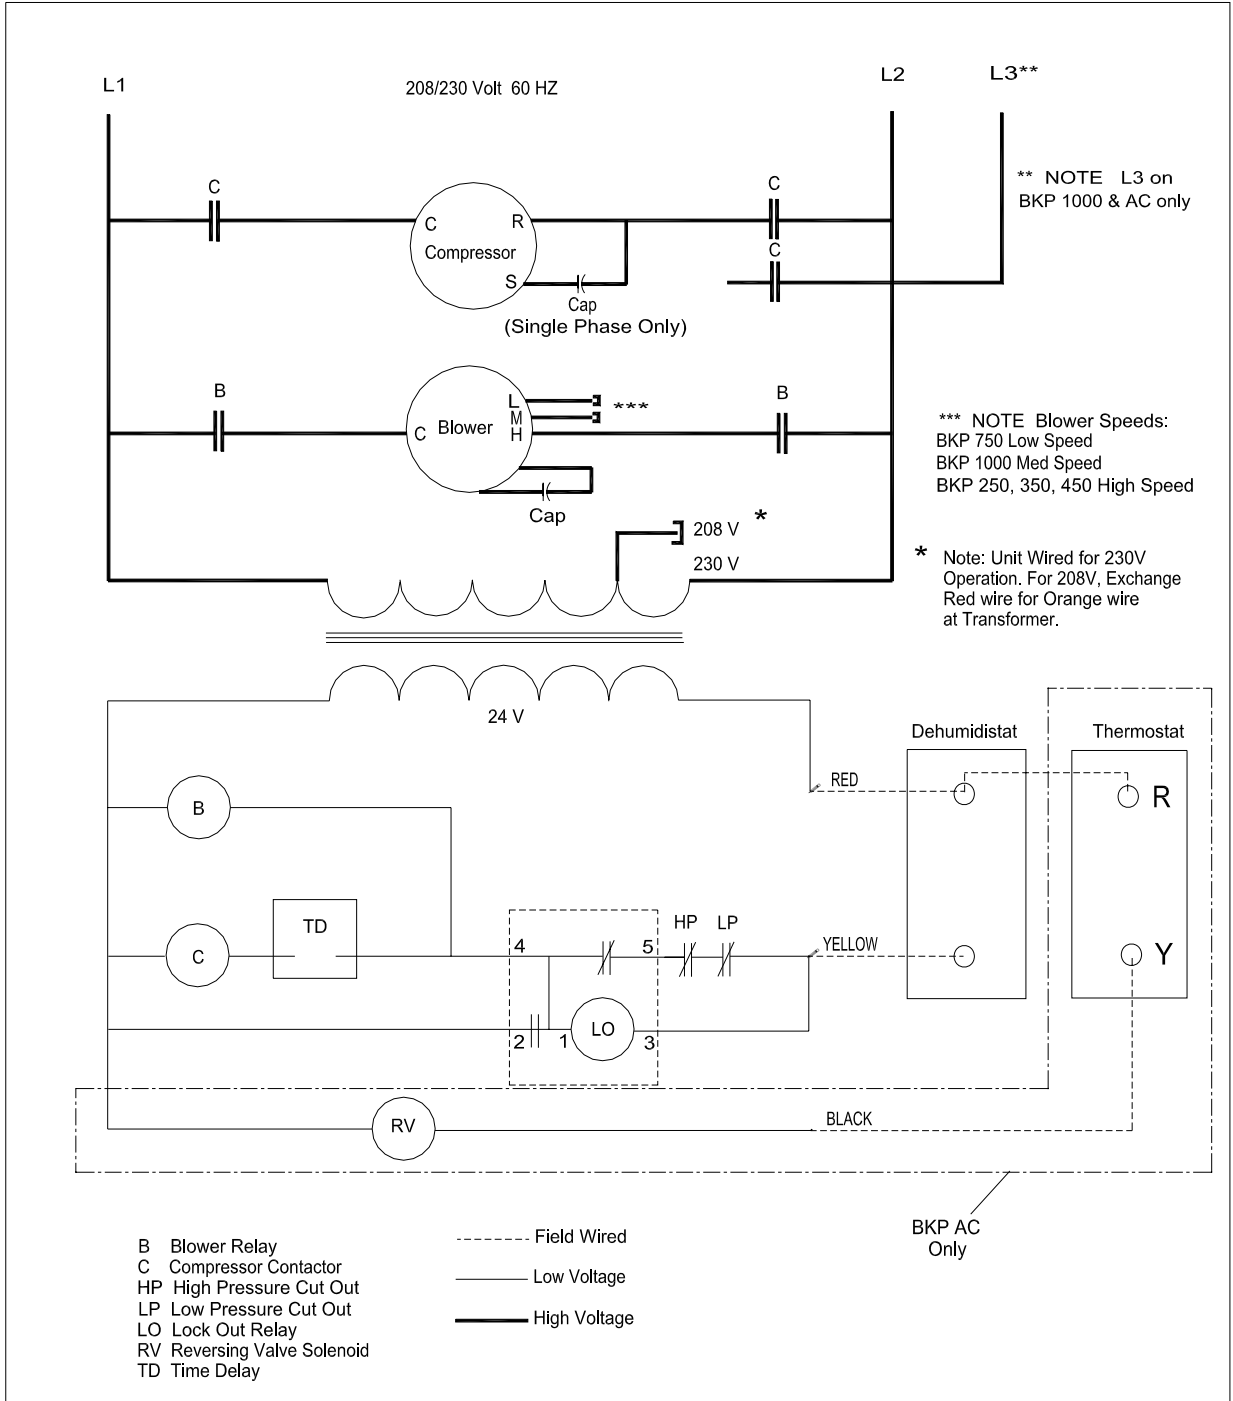 L1
208/230 Volt 60 HZ
L2
L3**
** NOTE L3 on
BKP 1000 & AC only
C
C
C
R
Compressor
S
C
Cap
(Single Phase Only)
B
B
L
M
H
***
C
Blower
Cap
*** NOTE Blower Speeds:
BKP 750 Low Speed
BKP 1000 Med Speed
BKP 250, 350, 450 High Speed
208 V *
230 V
* Note: Unit Wired for 230V
Operation. For 208V, Exchange
Red wire for Orange wire
at Transformer.
24 V
Dehumidistat
Thermostat
RED
R
B
TD
C
4
5
HP
LP
YELLOW
Y
2
1
LO
3
RV
BLACK
BKP AC
Only
B Blower Relay
C Compressor Contactor
HP High Pressure Cut Out
LP Low Pressure Cut Out
LO Lock Out Relay
RV Reversing Valve Solenoid
TD Time Delay
Field Wired
Low Voltage
High Voltage